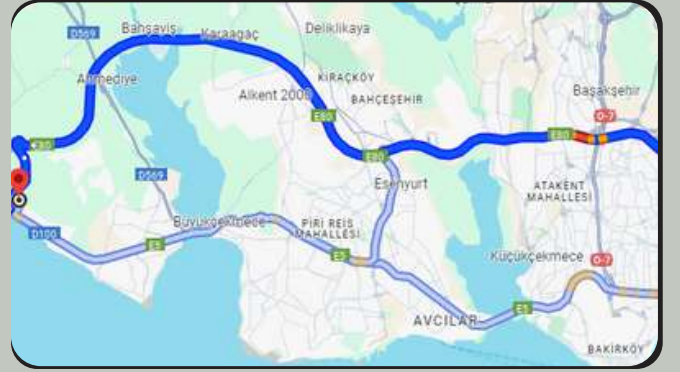 D569
Bahşayiş
Karaağaç
Deliklikaya
Ahmediye
KIRAÇKÖY
Alkent 2000
BAHÇEŞEHİR
Başakşehir
E80
O-7
E80
E80
E80
D569
Esenyurt
ATAKENT
MAHALLESİ
Büyükçekmece
PİRİ REİS
MAHALLESİ
D100
E5
E5
Küçükçekmece
O-7
E5
AVCILAR
BAKIRKÖY